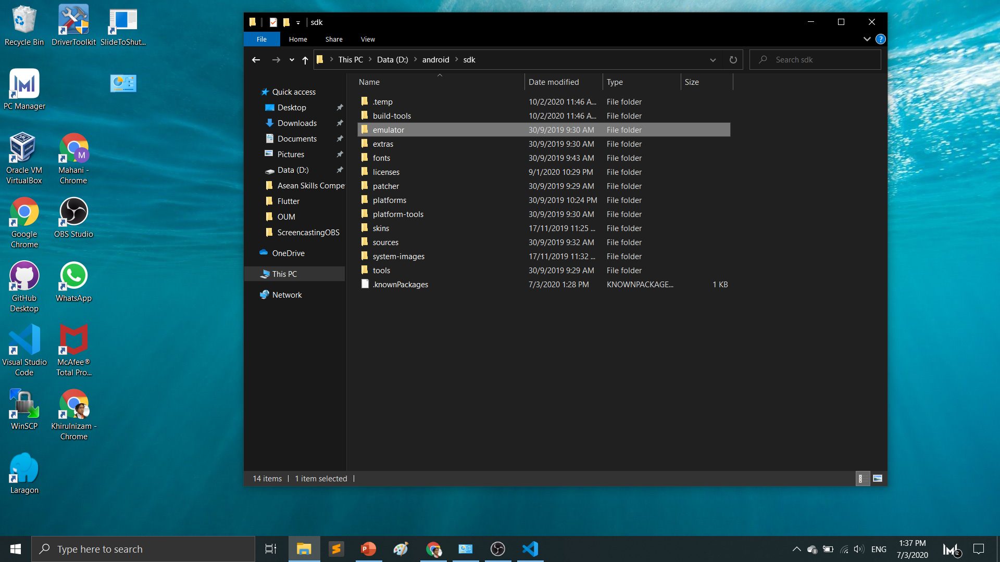 Recycle Bin
DriverToolkit
SlideToShut...
PC Manager
Oracle VM
VirtualBox
Mahani -
Chrome
M
Google
Chrome
OBS Studio
GitHub
Desktop
WhatsApp
Visual Studio
Code
McAfee®
Total Pro...
WinSCP
Khirulnizam -
Chrome
Laragon
sdk
File
Home
Share
View
?
This PC
Data (D:)
android
sdk
Search sdk
Quick access
Desktop
Downloads
Documents
Pictures
Data (D:)
Asean Skills Compe
Flutter
OUM
ScreencastingOBS
OneDrive
This PC
Network
Name Date modified Type Size
.temp 10/2/2020 11:46 A... File folder
build-tools 10/2/2020 11:46 A... File folder
emulator 30/9/2019 9:30 AM File folder
extras 30/9/2019 9:30 AM File folder
fonts 30/9/2019 9:43 AM File folder
licenses 9/1/2020 10:29 PM File folder
patcher 30/9/2019 9:29 AM File folder
platforms 30/9/2019 10:24 PM File folder
platform-tools 30/9/2019 9:30 AM File folder
skins 17/11/2019 11:25 ... File folder
sources 30/9/2019 9:32 AM File folder
system-images 17/11/2019 11:32 ... File folder
tools 30/9/2019 9:29 AM File folder
.knownPackages 7/3/2020 1:28 PM KNOWNPACKAGE... 1 KB
14 items
1 item selected
Type here to search
P
ENG
1:37 PM
7/3/2020
2